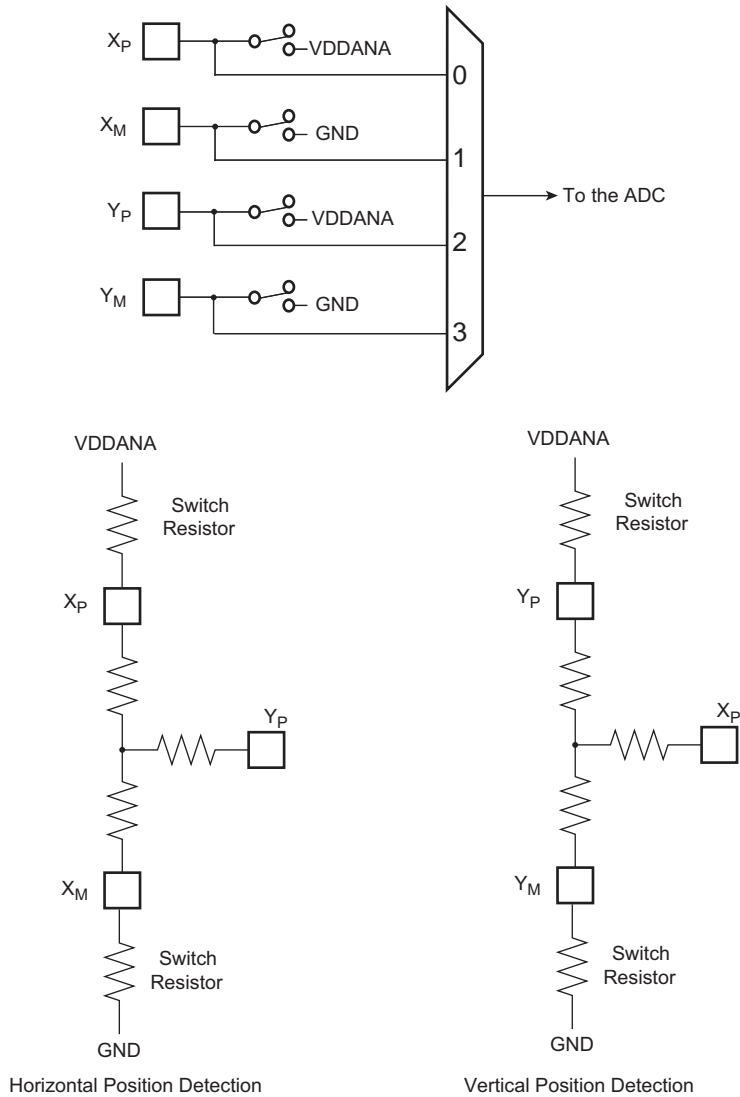 XP
VDDANA
0
XM
GND
1
To the ADC
YP
VDDANA
2
YM
GND
3
VDDANA
Switch
Resistor
XP
YP
XM
Switch
Resistor
GND
Horizontal Position Detection
VDDANA
Switch
Resistor
YP
XP
YM
Switch
Resistor
GND
Vertical Position Detection